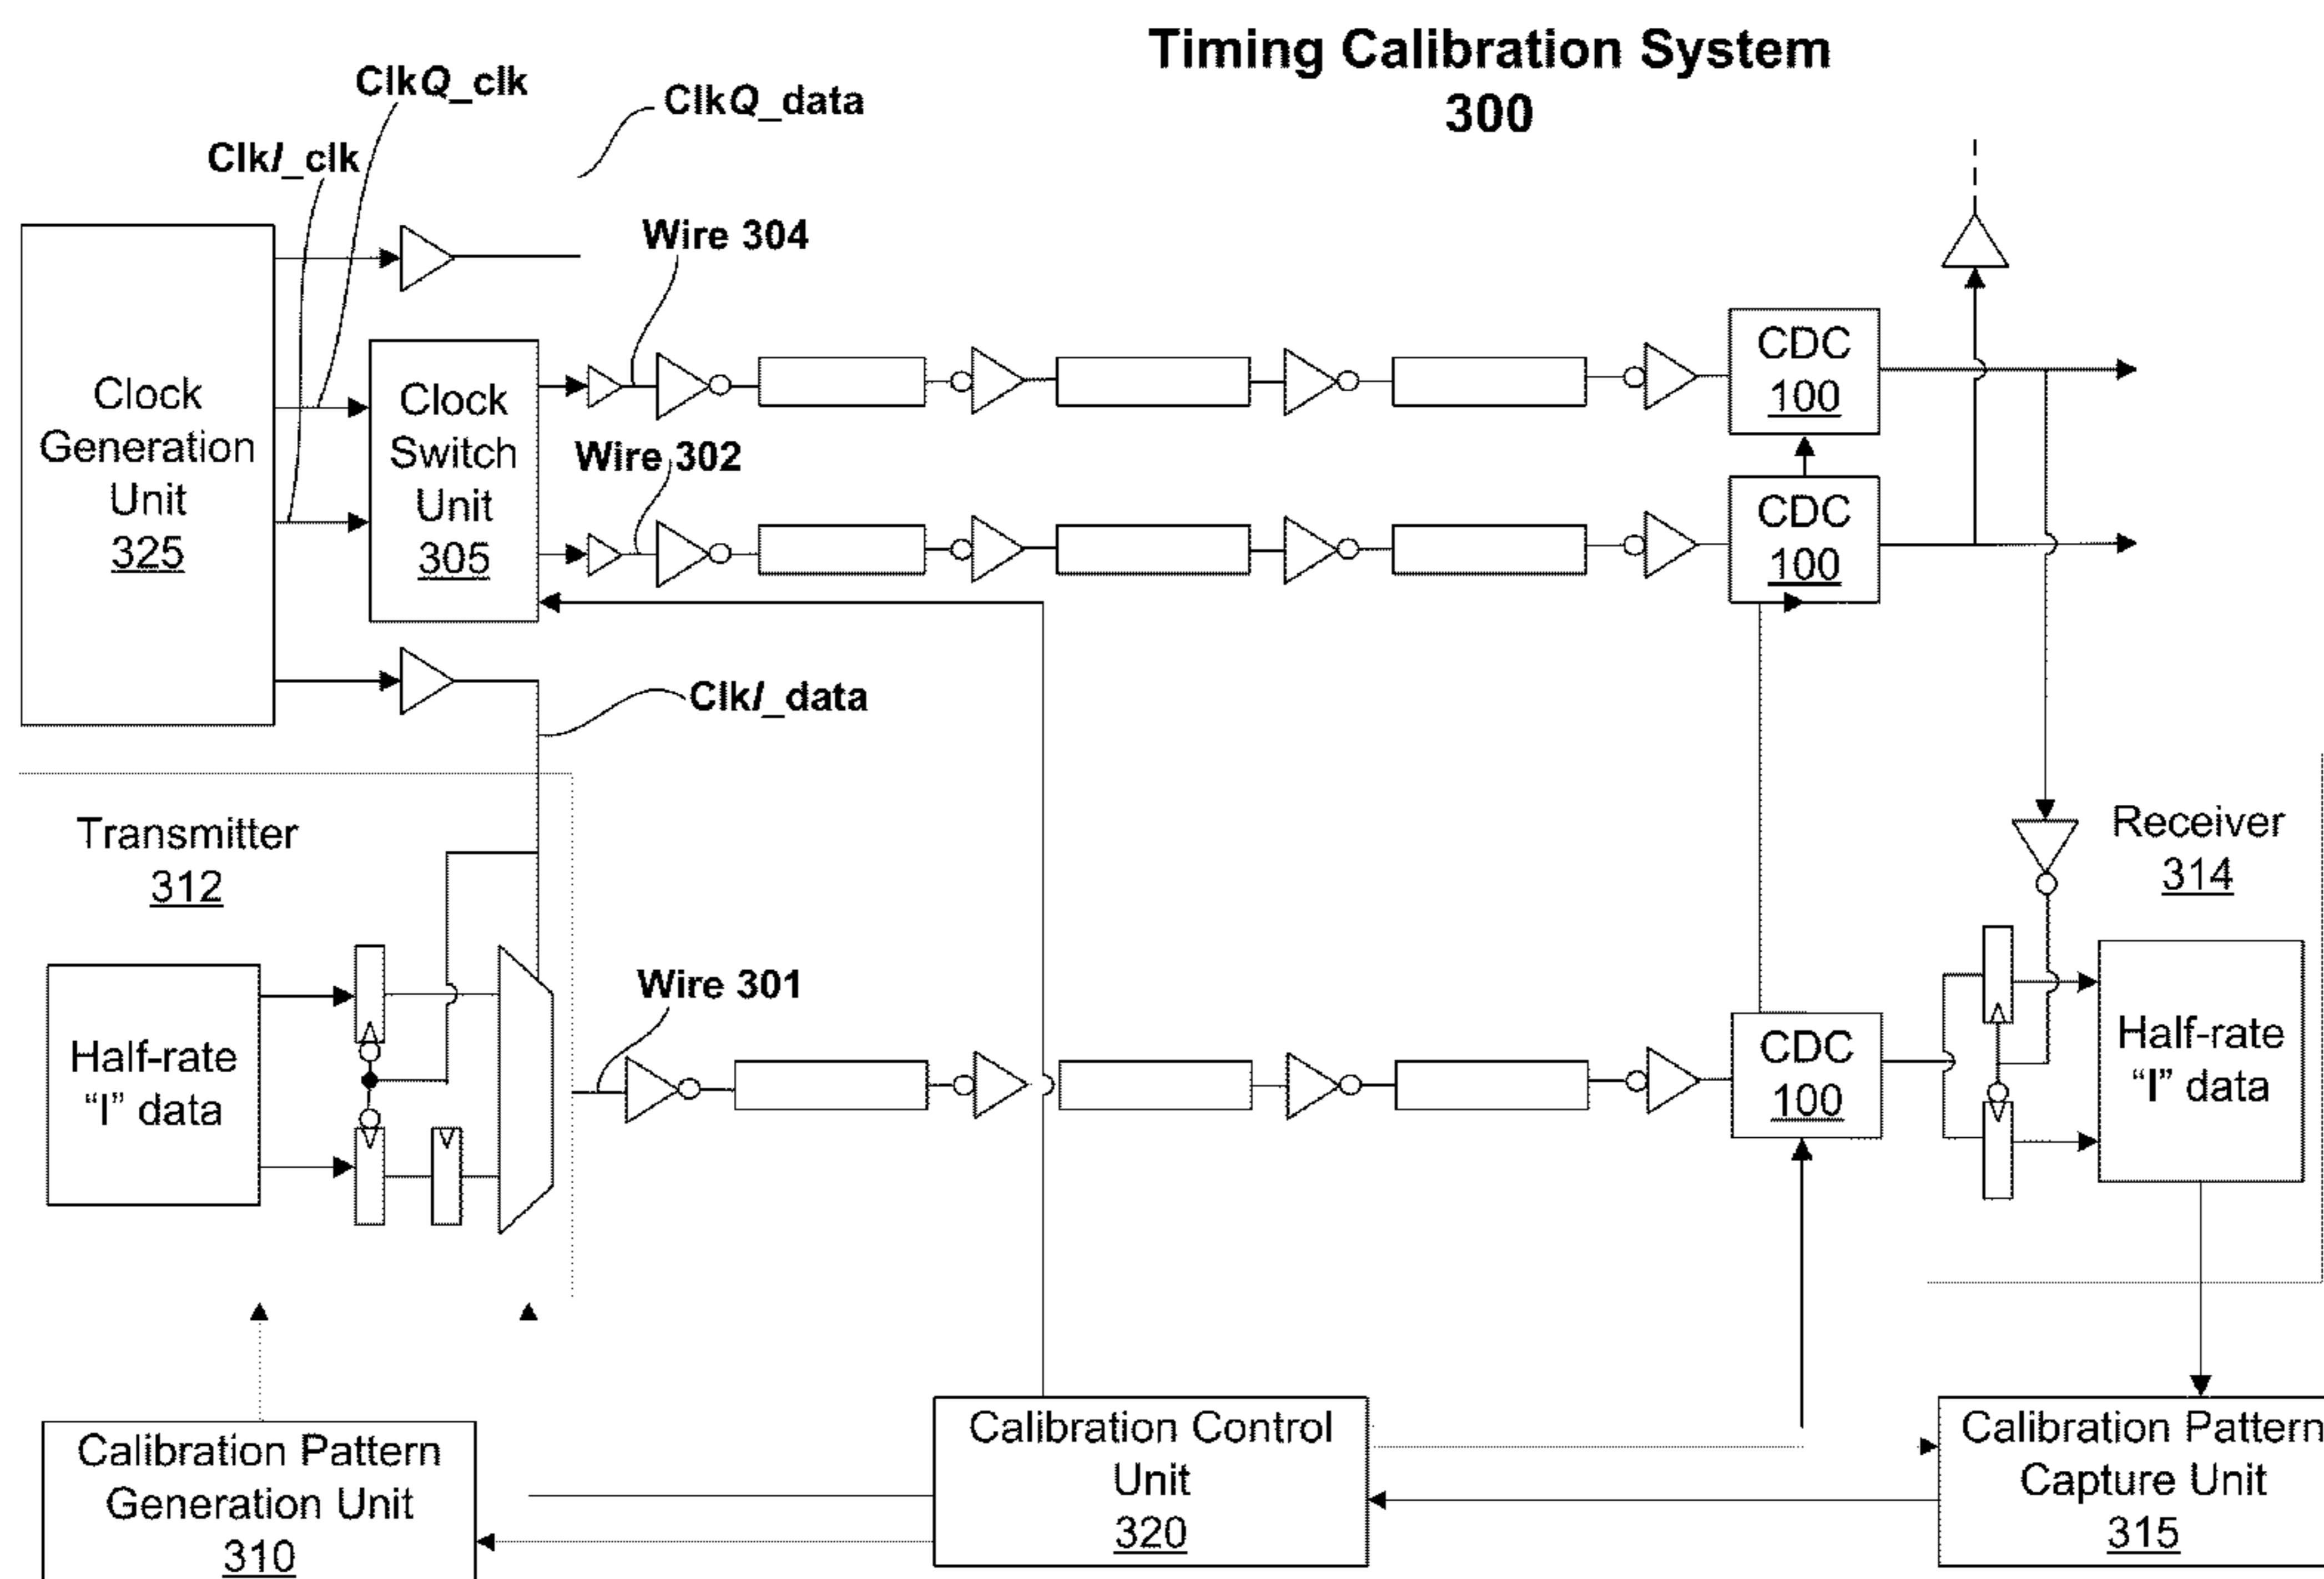 Timing Calibration System
300
ClkQ_clk
ClkQ_data
ClkI_clk
Wire 304
Clock
Generation
Unit
325
Clock
Switch
Unit
305
CDC
100
Wire 302
CDC
100
ClkI_data
Transmitter
312
Receiver
314
Half-rate
“I” data
Wire 301
CDC
100
Half-rate
“I” data
Calibration Pattern
Generation Unit
310
Calibration Control
Unit
320
Calibration Pattern
Capture Unit
315